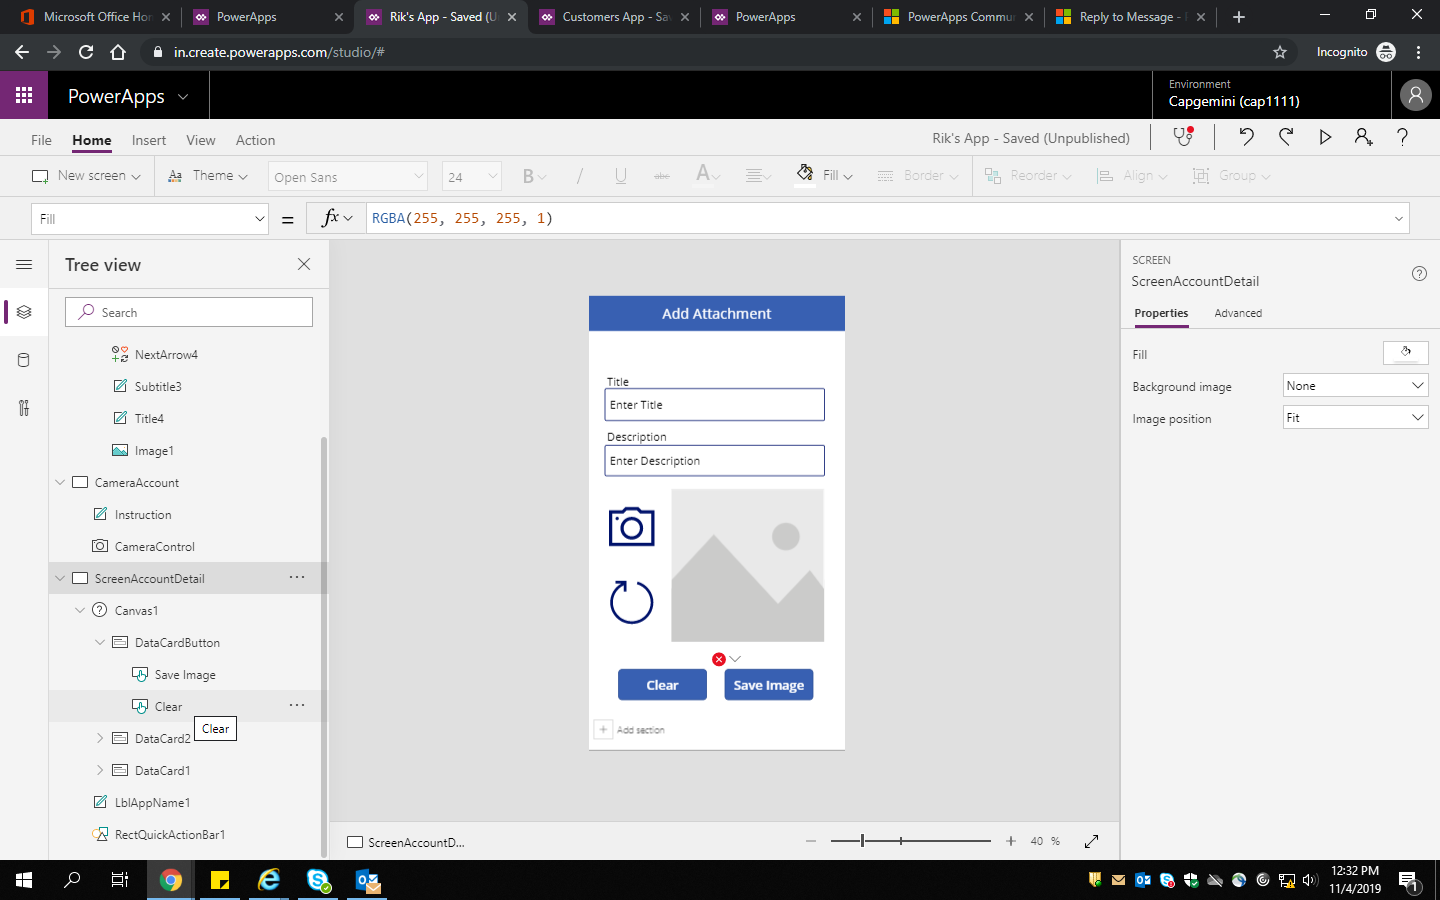 Microsoft Office Ho
PowerApps
Rik's App - Saved (U
Customers App - Sa
PowerApps
PowerApps Commu
Reply to Message -
in.create.powerapps.com/studio/#
Incognito
PowerApps
Environment
Capgemini (cap1111)
File
Home
Insert
View
Action
Rik's App - Saved (Unpublished)
New screen
Theme
Open Sans
24
B
I
U
abc
A
Fill
Border
Reorder
Align
Group
Fill
=
fx
RGBA(255, 255, 255, 1)
Tree view
Search
NextArrow4
Subtitle3
Title4
Image1
CameraAccount
Instruction
CameraControl
ScreenAccountDetail
Canvas1
DataCardButton
Save Image
Clear
Clear
DataCard2
DataCard1
LblAppName1
RectQuickActionBar1
Add Attachment
Title
Enter Title
Description
Enter Description
Clear
Save Image
Add section
ScreenAccountD...
40 %
SCREEN
ScreenAccountDetail
Properties
Advanced
Fill
Background image
None
Image position
Fit
12:32 PM
11/4/2019
1